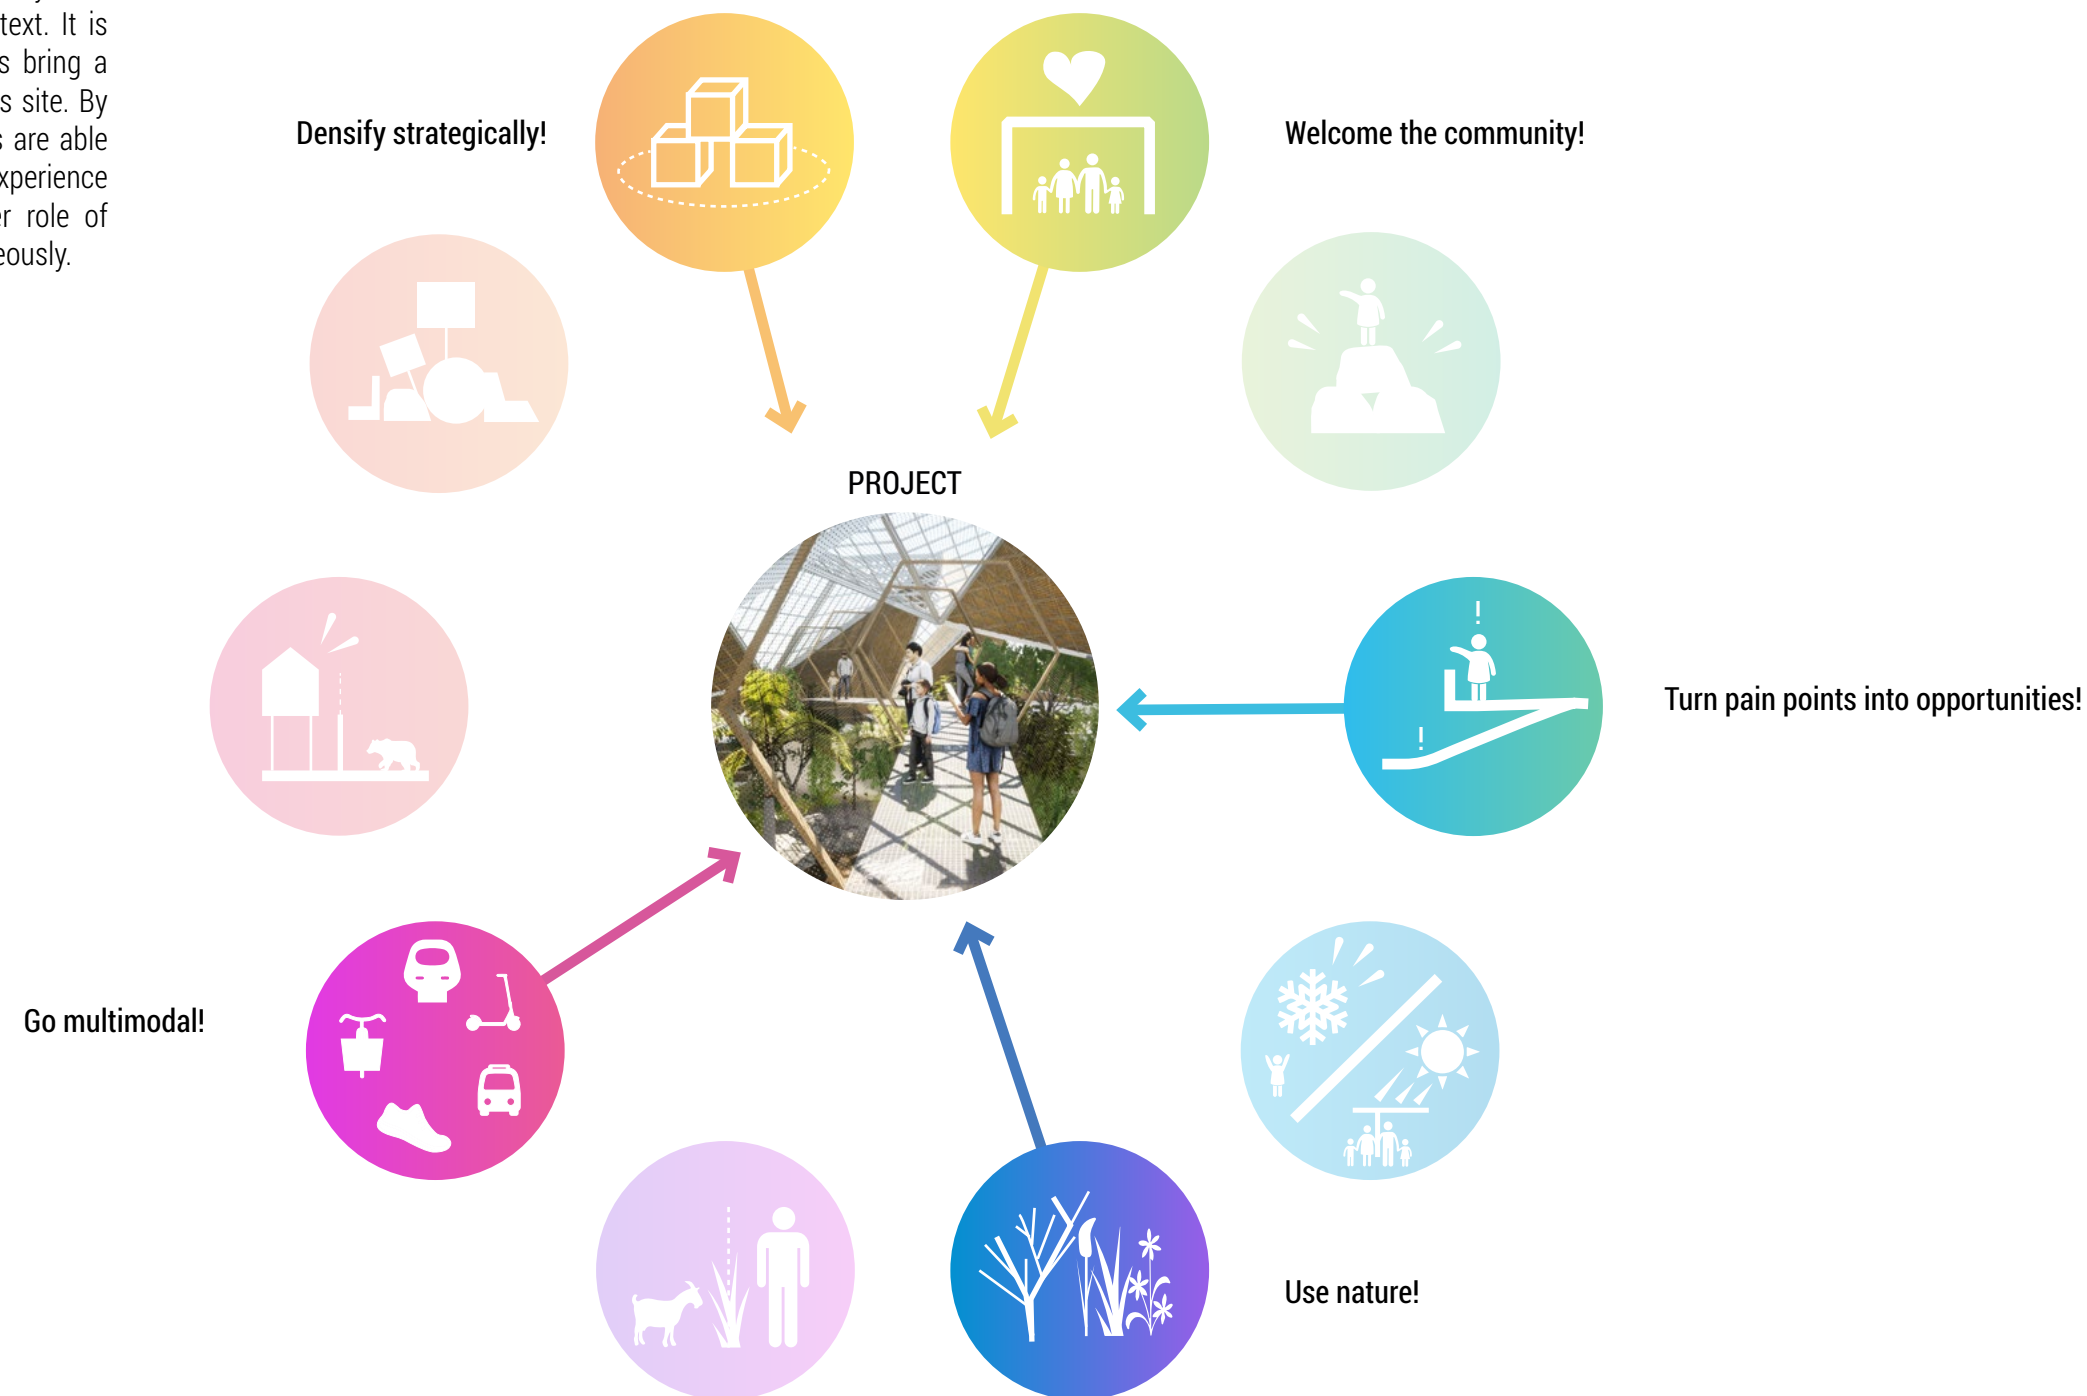 text. It is
s bring a
s site. By
s are able
xperience
er role of
eously.
Densify strategically!
Welcome the community!
PROJECT
Turn pain points into opportunities!
Go multimodal!
Use nature!